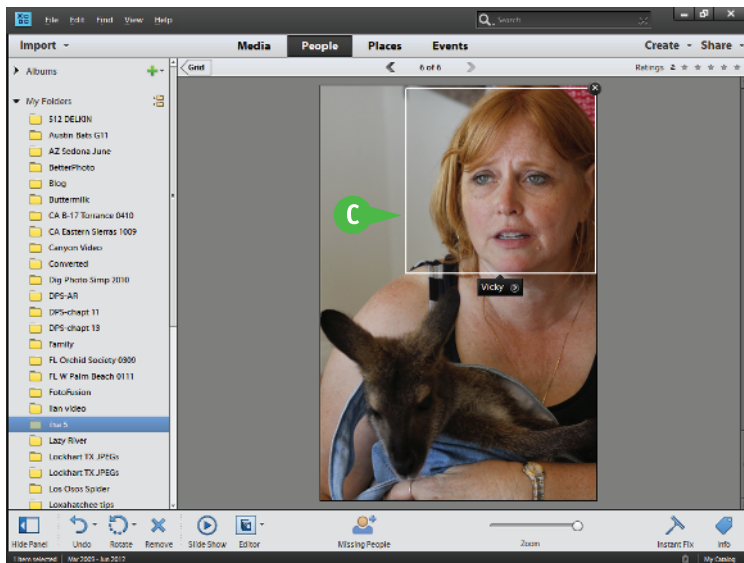 File Edit Find View Help
Search
Import Media People Places Events Create Share
Albums
Grid
6 of 6
Ratings
My Folders
512 DELKIN
Austin Bats G11
AZ Sedona June
BetterPhoto
Blog
Buttermilk
CA B-17 Torrance 0410
CA Eastern Sierras 1009
Canyon Video
Converted
Dig Photo Simp 2010
DPS-AR
DPS-chapt 11
DPS-chapt 13
Family
FL Orchid Society 0309
FL W Palm Beach 0111
FotoFusion
Ilan video
Lazy River
Lockhart TX JPEGs
Lockhart TX JPEGs
Los Osos Spider
Loxahatchee tips
C
Vicky
Hide Panel Undo Rotate Remove Slide Show Editor Missing People Zoom Instant Fix Info
1 item selected Mar 2005 - Jun 2012 My Catalog